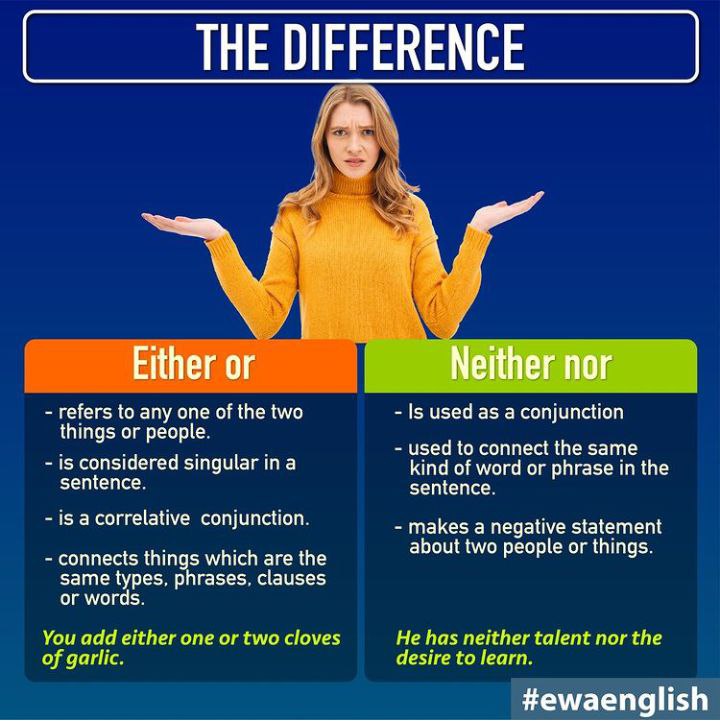 THE DIFFERENCE
Either or
- refers to any one of the two
things or people.
- is considered singular in a
sentence.
- is a correlative conjunction.
- connects things which are the
same types, phrases, clauses
or words.
You add either one or two cloves
of garlic.
Neither nor
- Is used as a conjunction
- used to connect the same
kind of word or phrase in the
sentence.
- makes a negative statement
about two people or things.
He has neither talent nor the
desire to learn.
#ewaenglish